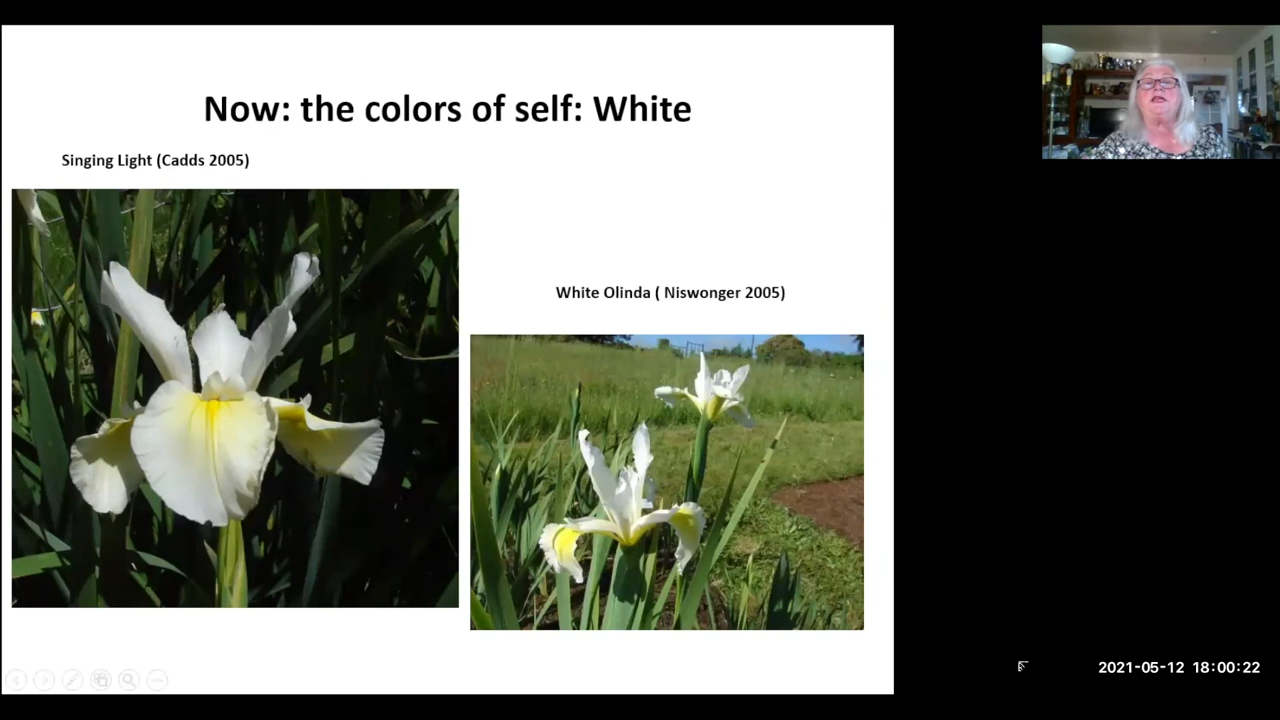 Now: the colors of self: White
Singing Light (Cadds 2005)
White Olinda ( Niswonger 2005)
2021-05-12 18:00:22